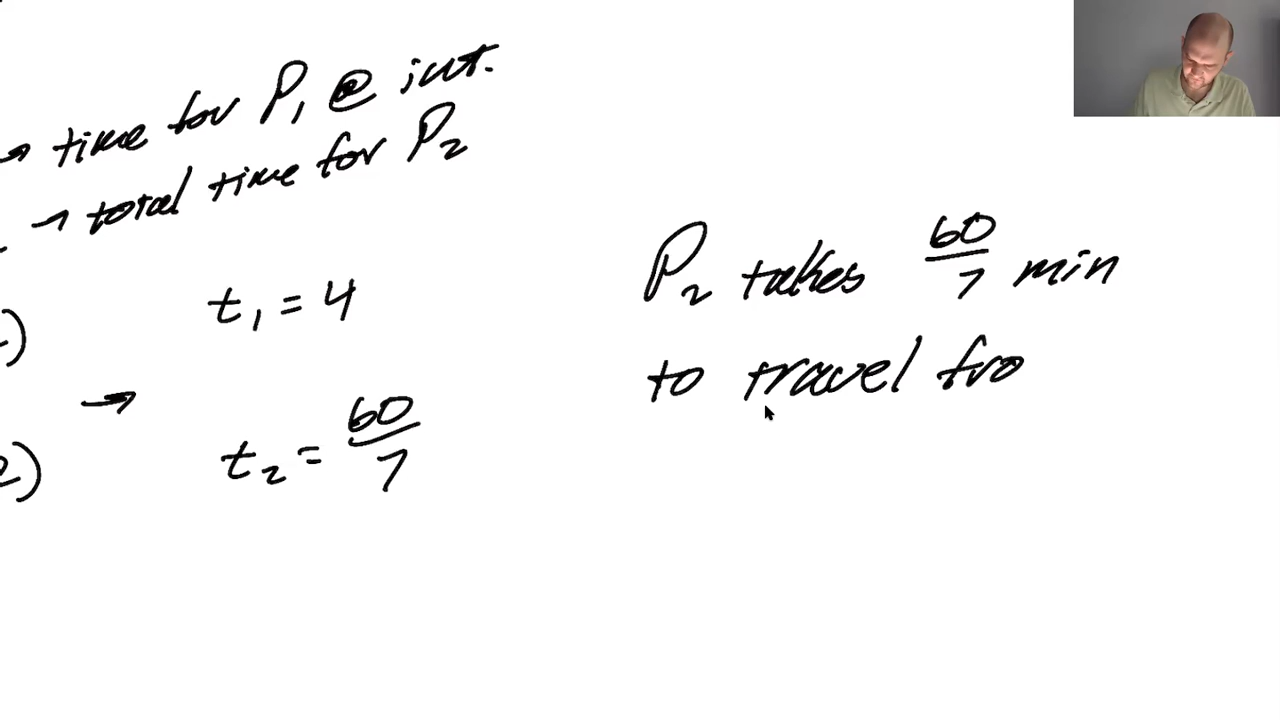 → time for P₁ @ int.
→ total time for P₂
t₁ = 4
→
t₂ = 60/7
P₂ takes 60/7 min
to travel fro